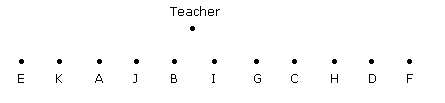 Teacher
E K A J B I G C H D F